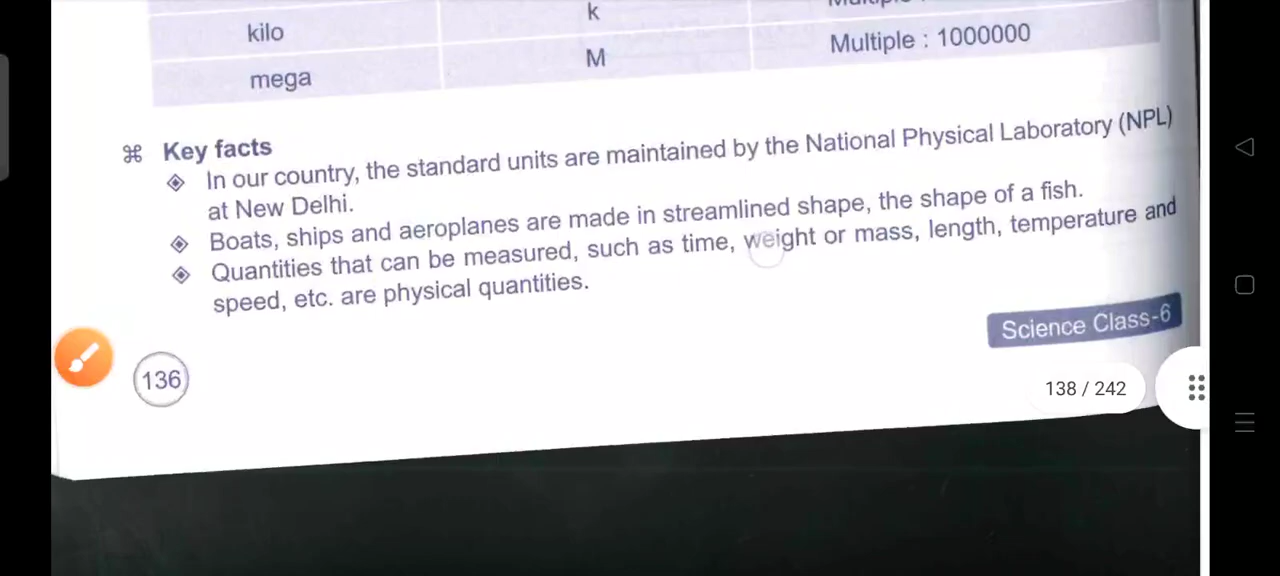 kilo k
mega M Multiple : 1000000
⌘ Key facts
In our country, the standard units are maintained by the National Physical Laboratory (NPL)
at New Delhi.
Boats, ships and aeroplanes are made in streamlined shape, the shape of a fish.
Quantities that can be measured, such as time, weight or mass, length, temperature and
speed, etc. are physical quantities.
Science Class-6
136
138 / 242